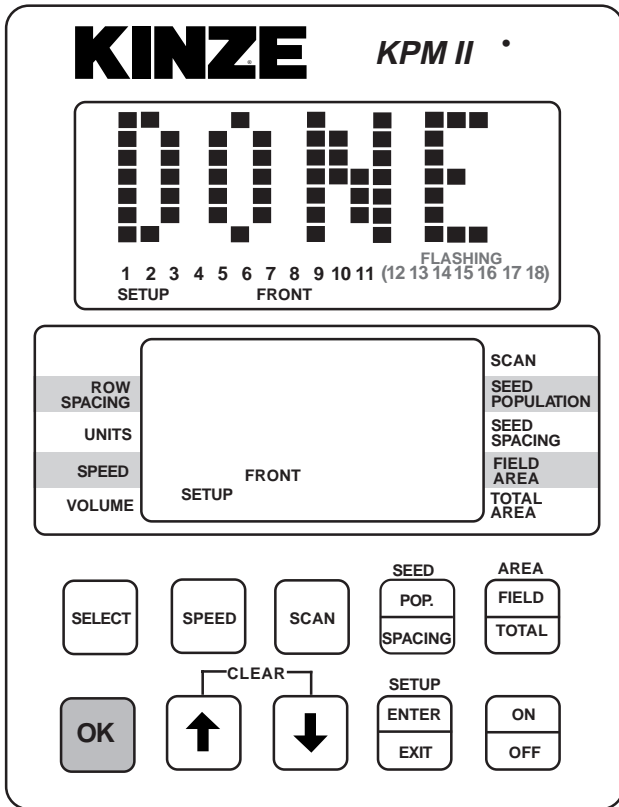 KINZE KPM II
DONE
FLASHING
1 2 3 4 5 6 7 8 9 10 11 (12 13 14 15 16 17 18)
SETUP FRONT
SCAN
ROW SPACING
SEED POPULATION
UNITS
SEED SPACING
SPEED
FRONT
FIELD AREA
SETUP
VOLUME
TOTAL AREA
SEED AREA
SELECT SPEED SCAN POP. FIELD
SPACING TOTAL
CLEAR SETUP
OK ENTER ON
EXIT OFF